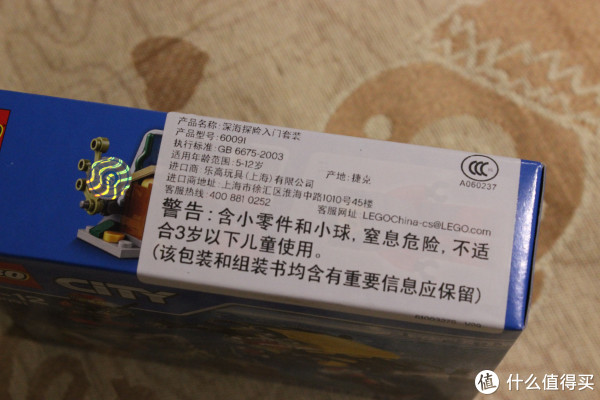 产品名称:深海探险入门套装
产品型号:60091
执行标准:GB 6675-2003
适用年龄范围:5-12岁 产地:捷克
进口商:乐高玩具(上海)有限公司
进口商地址:上海市徐汇区淮海中路1010号45楼
客服热线:400 881 0252 客服网址:LEGOChina-cs@LEGO.com
CCC
A060237
警告:含小零件和小球,窒息危险,不适
合3岁以下儿童使用。
(该包装和组装书均含有重要信息应保留)
CITY
值 什么值得买